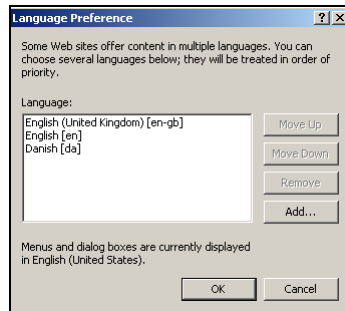 Language Preference
Some Web sites offer content in multiple languages. You can
choose several languages below; they will be treated in order of
priority.
Language:
English (United Kingdom) [en-gb]
English [en]
Danish [da]
Move Up
Move Down
Remove
Add...
Menus and dialog boxes are currently displayed
in English (United States).
OK
Cancel